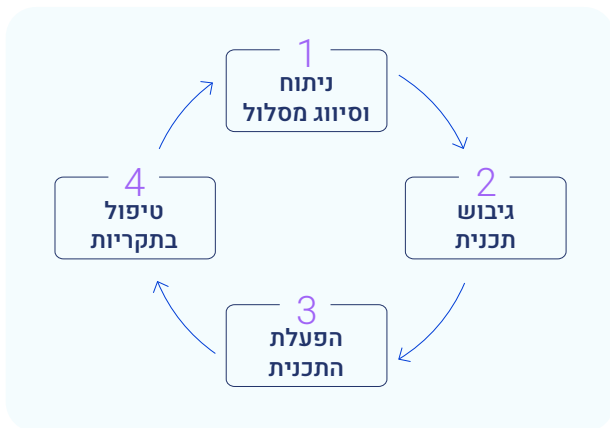 1
ניתוח
וסיווג מסלול
2
גיבוש
תכנית
3
הפעלת
התכנית
4
טיפול
בתקריות